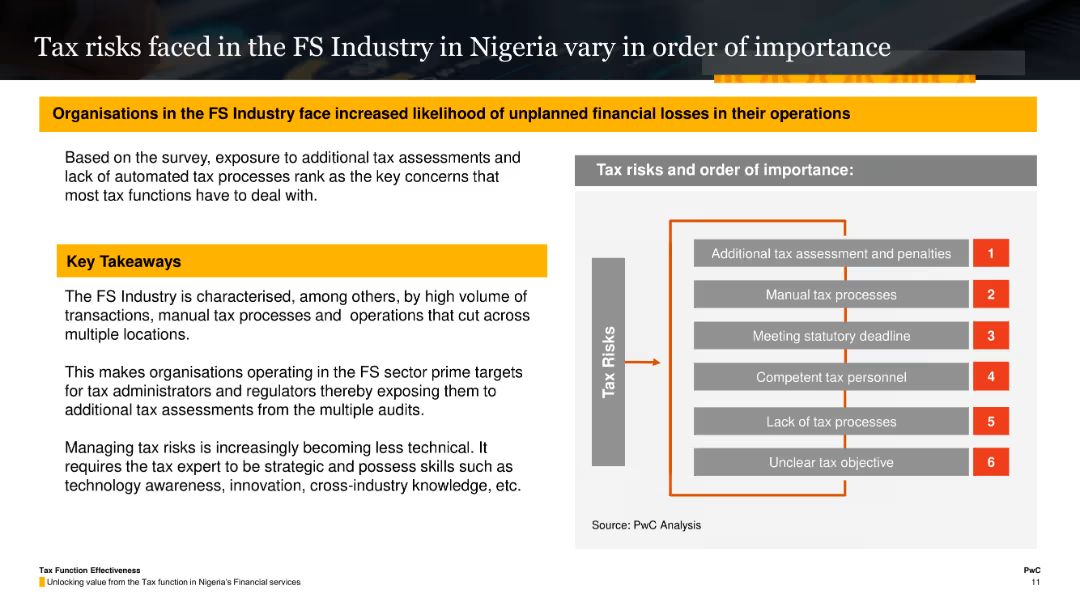 Tax risks faced in the FS Industry in Nigeria vary in order of importance
Organisations in the FS Industry face increased likelihood of unplanned financial losses in their operations
Based on the survey, exposure to additional tax assessments and
lack of automated tax processes rank as the key concerns that
most tax functions have to deal with.
Key Takeaways
The FS Industry is characterised, among others, by high volume of
transactions, manual tax processes and  operations that cut across
multiple locations.
This makes organisations operating in the FS sector prime targets
for tax administrators and regulators thereby exposing them to
additional tax assessments from the multiple audits.
Managing tax risks is increasingly becoming less technical. It
requires the tax expert to be strategic and possess skills such as
technology awareness, innovation, cross-industry knowledge, etc.
Tax risks and order of importance:
Tax Risks
Additional tax assessment and penalties 1
Manual tax processes 2
Meeting statutory deadline 3
Competent tax personnel 4
Lack of tax processes 5
Unclear tax objective 6
Source: PwC Analysis
Tax Function Effectiveness
Unlocking value from the Tax function in Nigeria's Financial services
PwC
11